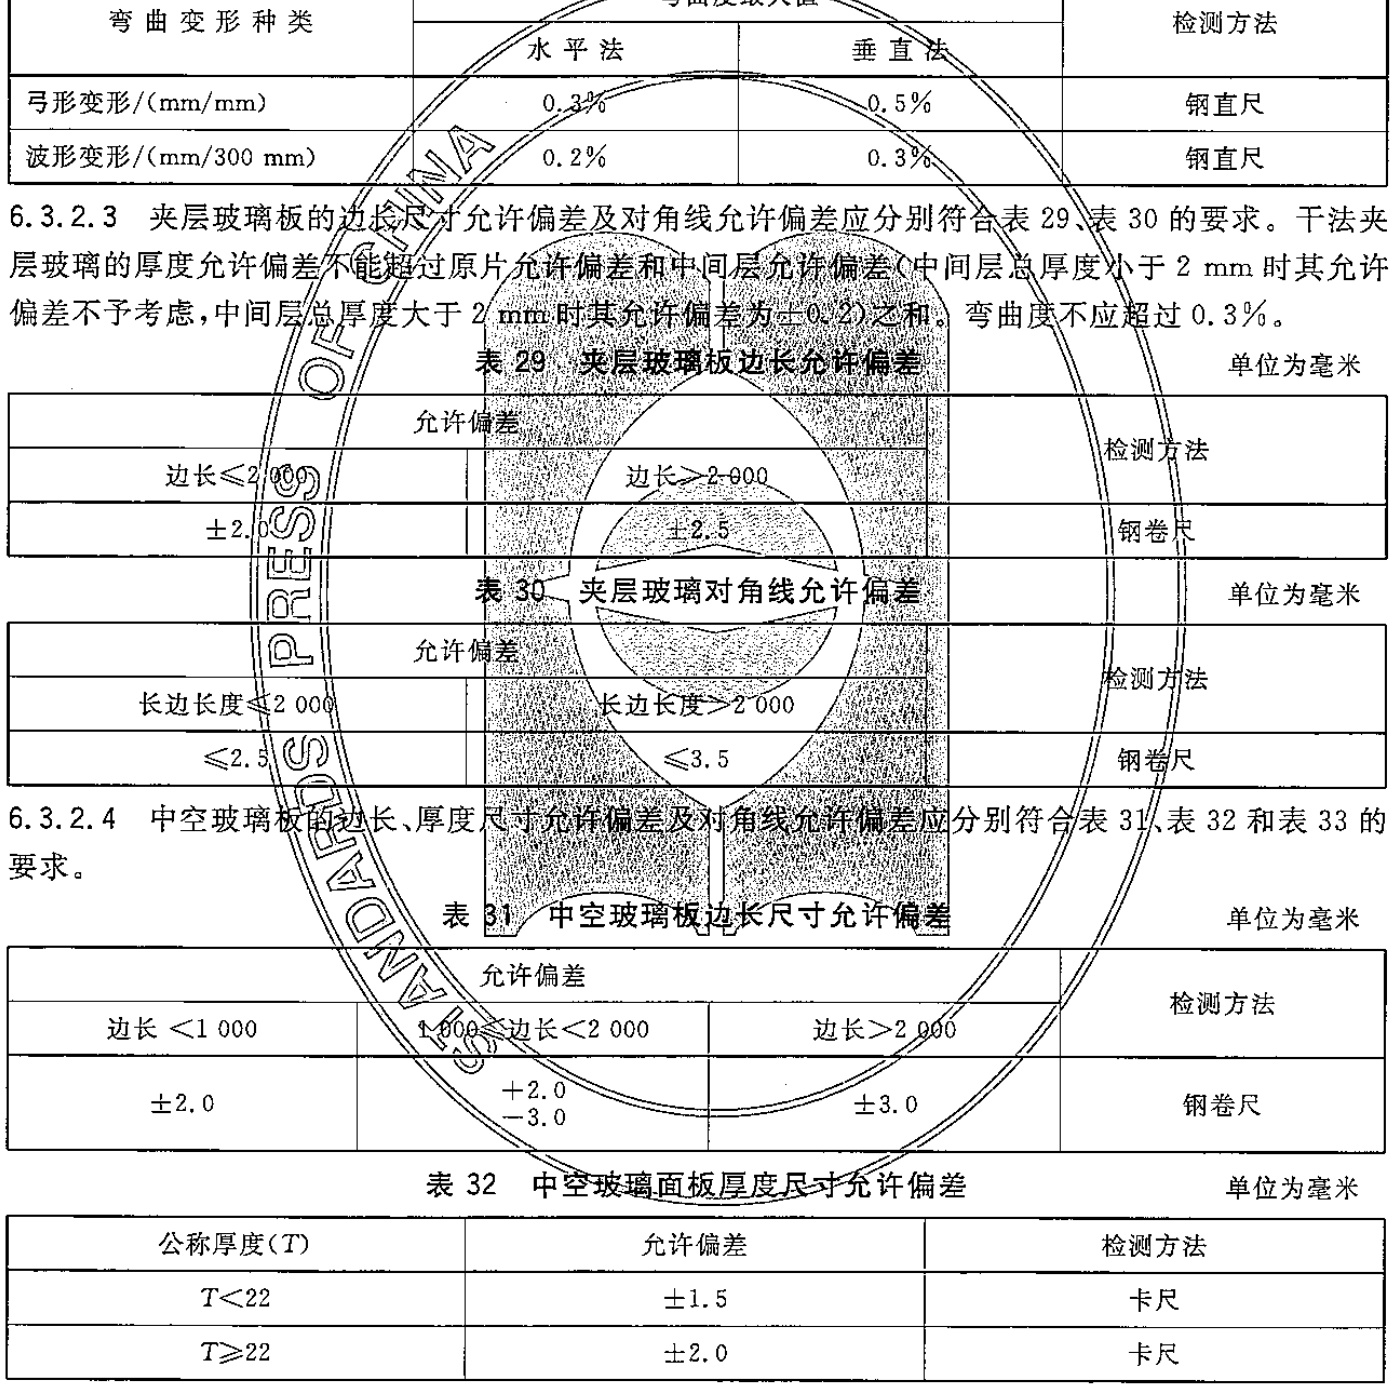 弯曲变形种类
检测方法
水平法 垂直法
弓形变形/(mm/mm) 0.3% 0.5% 钢直尺
波形变形/(mm/300 mm) 0.2% 0.3% 钢直尺
6.3.2.3 夹层玻璃板的边长尺寸允许偏差及对角线允许偏差应分别符合表 29、表 30 的要求。干法夹
层玻璃的厚度允许偏差不能超过原片允许偏差和中间层允许偏差(中间层总厚度小于 2 mm 时其允许
偏差不予考虑,中间层总厚度大于 2 mm 时其允许偏差为±0.2)之和。弯曲度不应超过 0.3%。
表 29 夹层玻璃板边长允许偏差 单位为毫米
允许偏差 检测方法
边长≤2 000 边长>2 000
±2.0 ±2.5 钢卷尺
表 30 夹层玻璃对角线允许偏差 单位为毫米
允许偏差 检测方法
长边长度≤2 000 长边长度>2 000
≤2.5 ≤3.5 钢卷尺
6.3.2.4 中空玻璃板的边长、厚度尺寸允许偏差及对角线允许偏差应分别符合表 31、表 32 和表 33 的
要求。
表 31 中空玻璃板边长尺寸允许偏差 单位为毫米
允许偏差 检测方法
边长 <1 000 1 000≤边长<2 000 边长>2 000
±2.0 +2.0 ±3.0 钢卷尺
−3.0
表 32 中空玻璃面板厚度尺寸允许偏差 单位为毫米
公称厚度(T) 允许偏差 检测方法
T<22 ±1.5 卡尺
T≥22 ±2.0 卡尺
STANDARDS PRESS OF CHINA